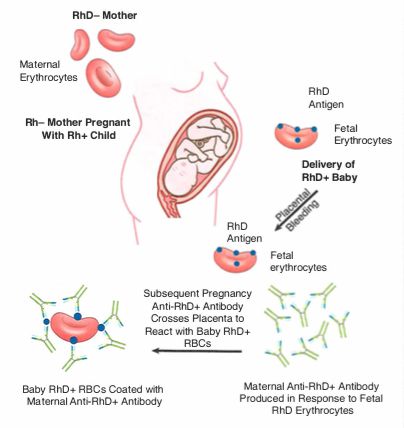 RhD– Mother
Maternal
Erythrocytes
Rh– Mother Pregnant
With Rh+ Child
RhD
Antigen
Fetal
Erythrocytes
Delivery of
RhD+ Baby
Placental
Bleeding
RhD
Antigen
Fetal
erythrocytes
Subsequent Pregnancy
Anti-RhD+ Antibody
Crosses Placenta to
React with Baby RhD+
RBCs
Baby RhD+ RBCs Coated with
Maternal Anti-RhD+ Antibody
Maternal Anti-RhD+ Antibody
Produced in Response to Fetal
RhD Erythrocytes